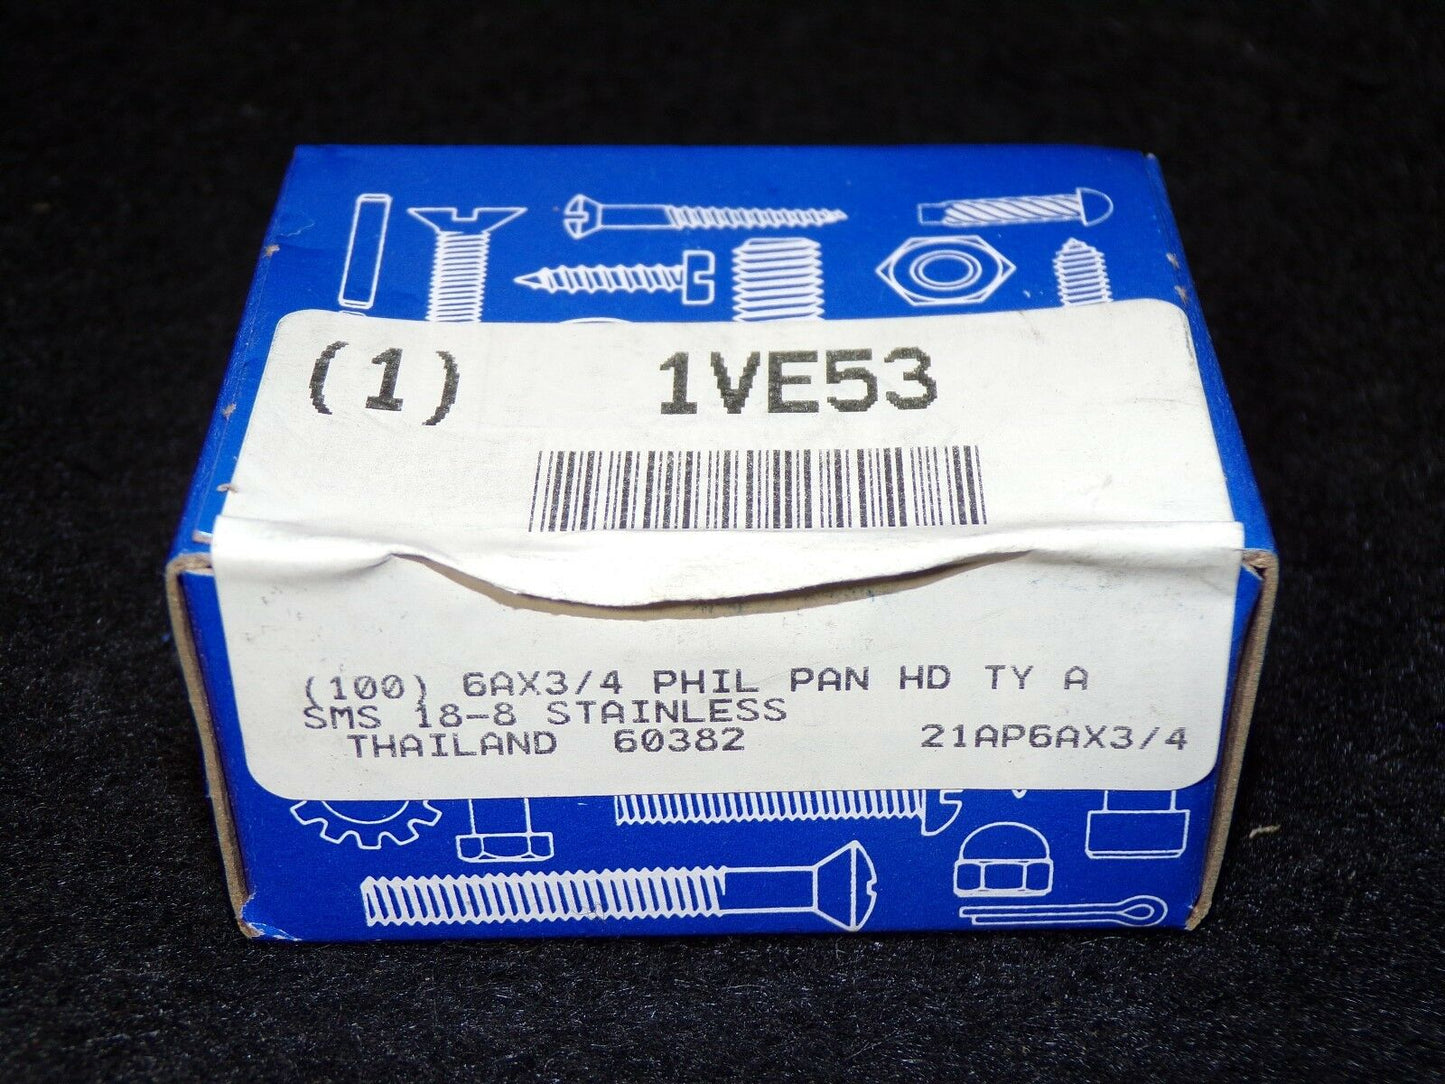 (1) 1VE53
(100) 6AX3/4 PHIL PAN HD TY A
SMS 18-8 STAINLESS
THAILAND 60382 21AP6AX3/4